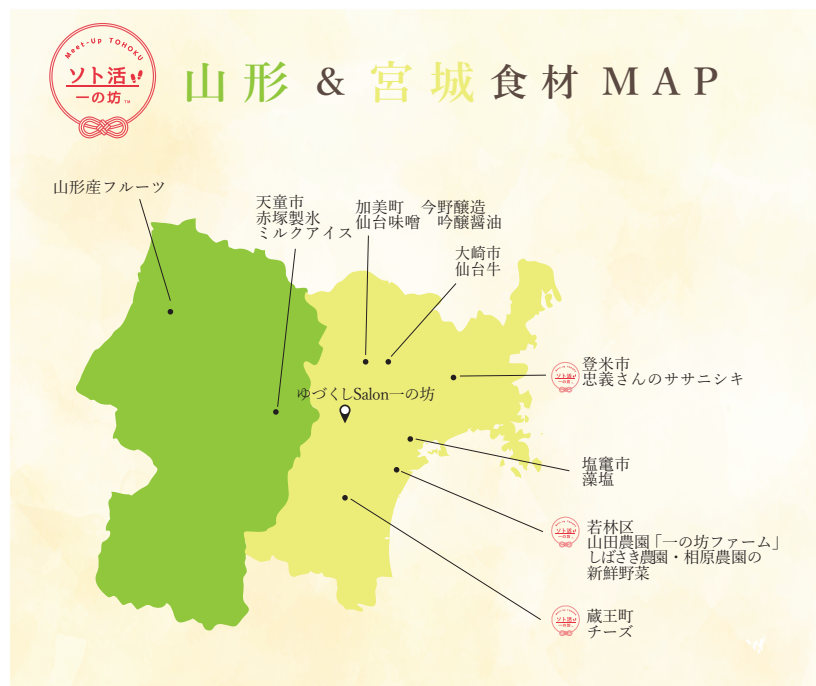 Meet-Up TOHOKU
ソト活
一の坊
TM
山形 & 宮城 食材 MAP
山形産フルーツ
天童市
赤塚製氷
ミルクアイス
加美町 今野醸造
仙台味噌 吟醸醤油
大崎市
仙台牛
登米市
忠義さんのササニシキ
ゆづくしSalon一の坊
塩竈市
藻塩
若林区
山田農園「一の坊ファーム」
しばさき農園・相原農園の
新鮮野菜
蔵王町
チーズ